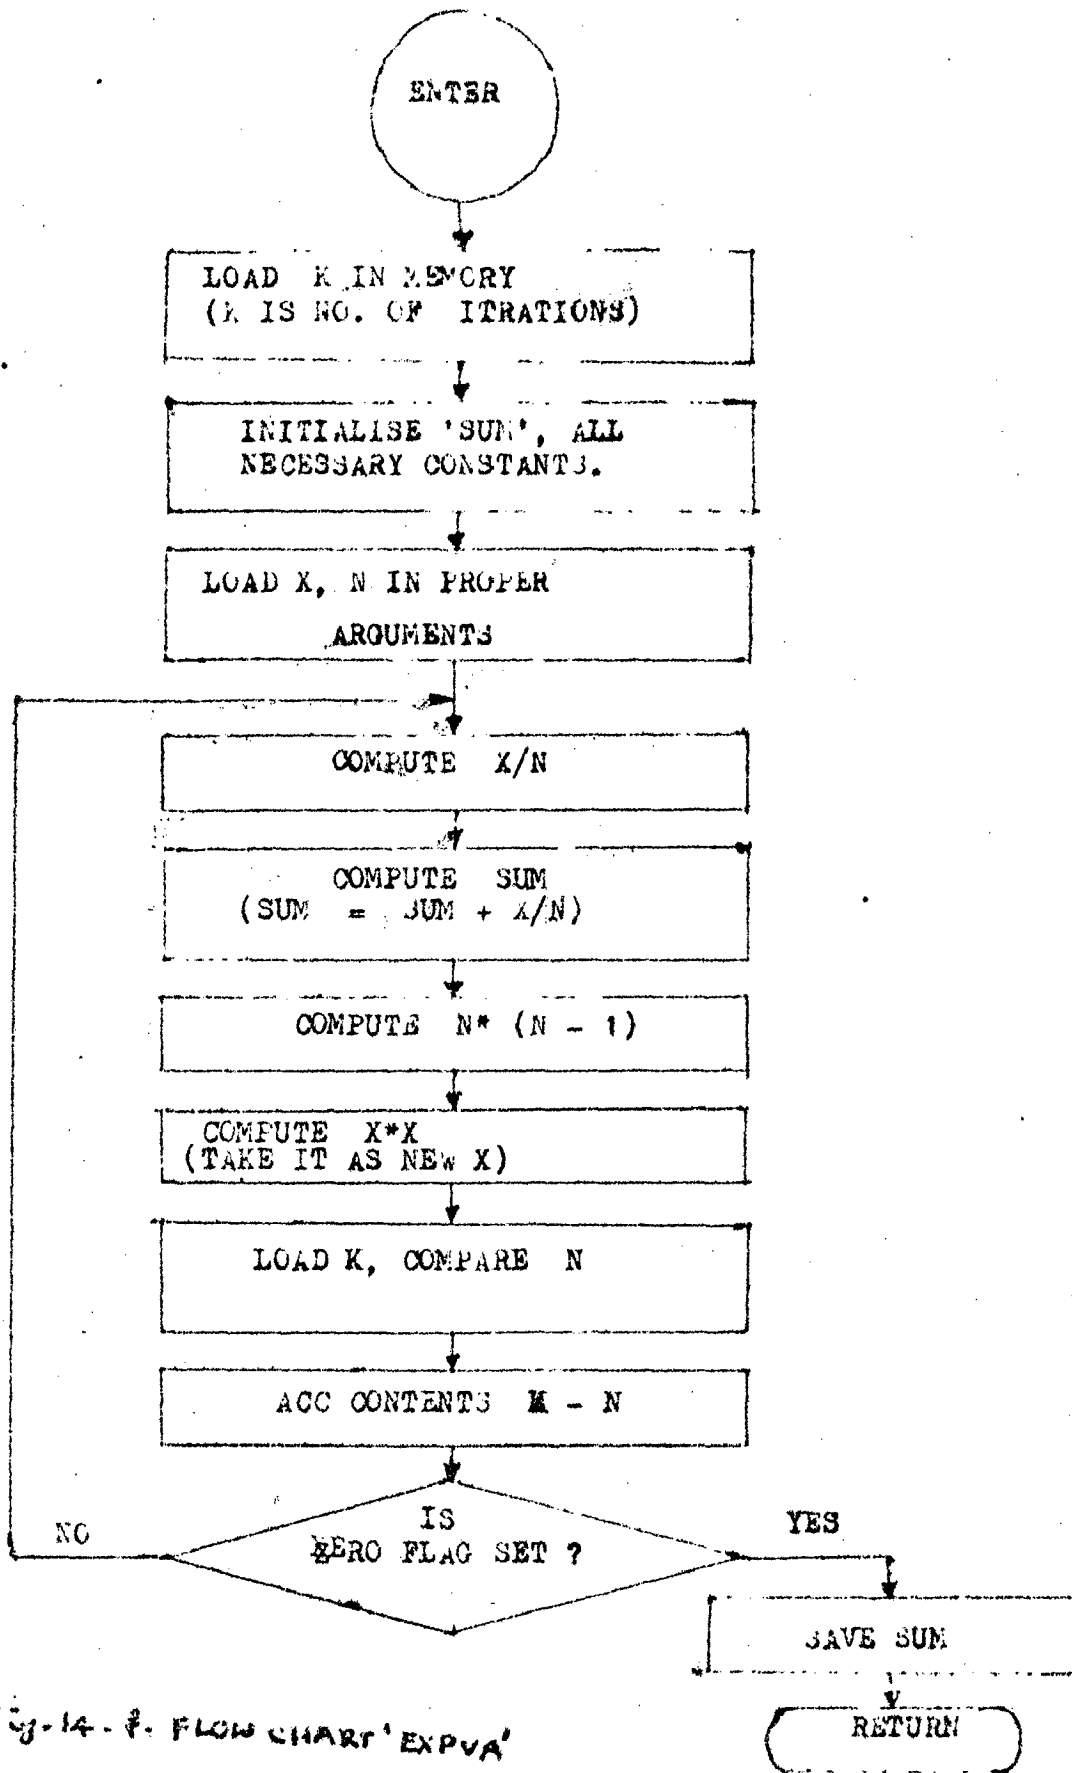 ENTER
LOAD K IN MEMORY
(K IS NO. OF ITRATIONS)
INITIALISE 'SUM', ALL
NECESSARY CONSTANTS.
LOAD X, N IN PROPER
ARGUMENTS
COMPUTE X/N
COMPUTE SUM
(SUM = SUM + X/N)
COMPUTE N* (N - 1)
COMPUTE X*X
(TAKE IT AS NEW X)
LOAD K, COMPARE N
ACC CONTENTS K - N
IS
ZERO FLAG SET ?
NO
YES
SAVE SUM
RETURN
FLOW CHART 'EXPVA'